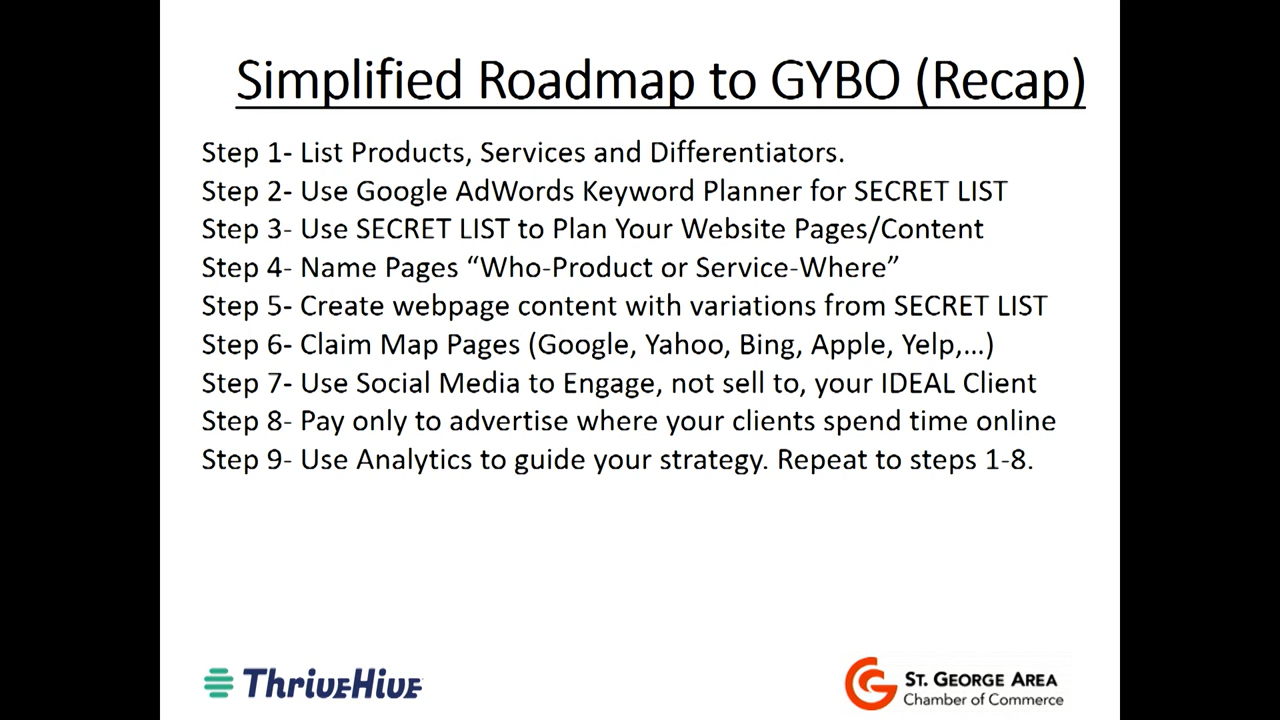 Simplified Roadmap to GYBO (Recap)
Step 1- List Products, Services and Differentiators.
Step 2- Use Google AdWords Keyword Planner for SECRET LIST
Step 3- Use SECRET LIST to Plan Your Website Pages/Content
Step 4- Name Pages “Who-Product or Service-Where”
Step 5- Create webpage content with variations from SECRET LIST
Step 6- Claim Map Pages (Google, Yahoo, Bing, Apple, Yelp,...)
Step 7- Use Social Media to Engage, not sell to, your IDEAL Client
Step 8- Pay only to advertise where your clients spend time online
Step 9- Use Analytics to guide your strategy. Repeat to steps 1-8.
ThriveHive
ST. GEORGE AREA
Chamber of Commerce